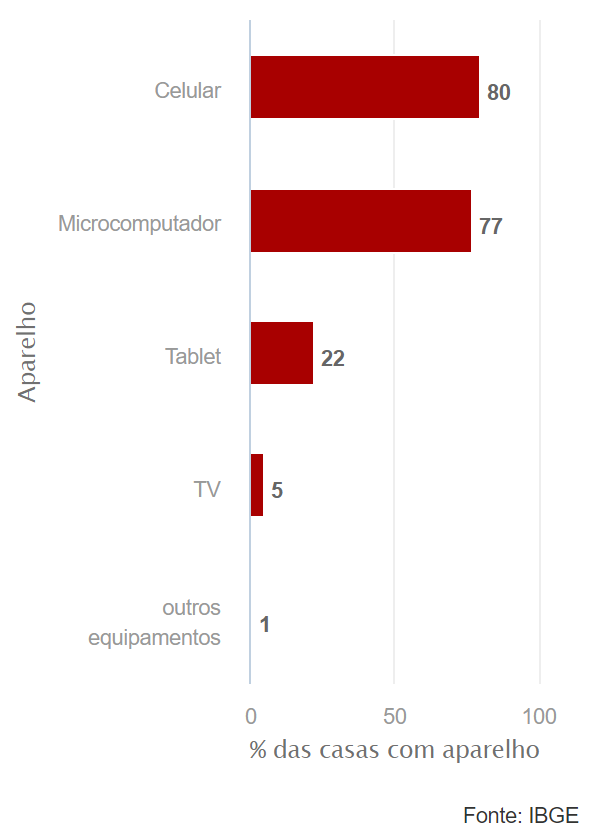 Celular
80
Microcomputador
77
Aparelho
Tablet
22
TV
5
outros
equipamentos
1
0
50
100
% das casas com aparelho
Fonte: IBGE